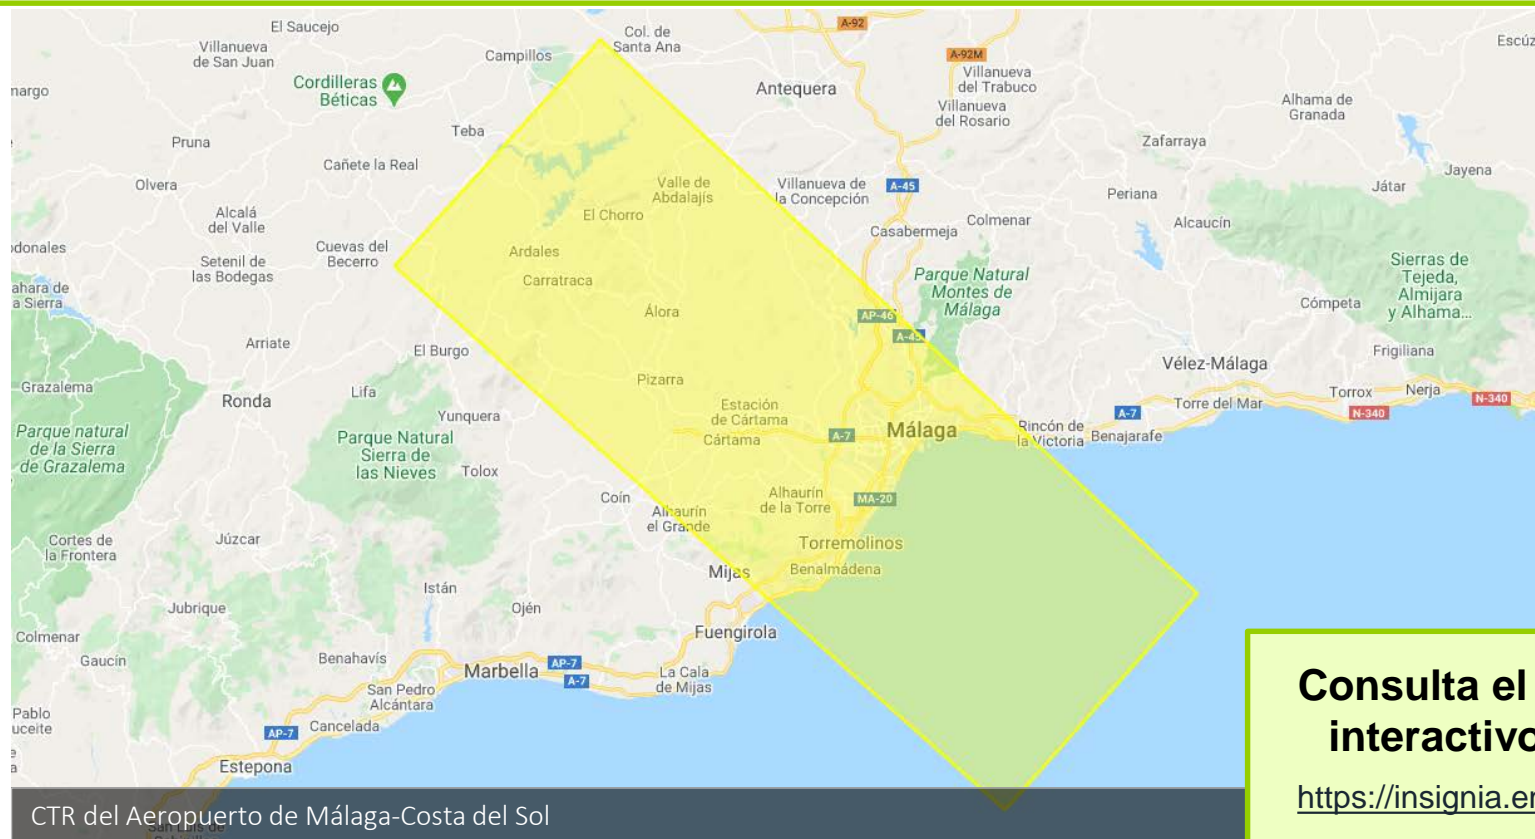 El Saucejo
Villanueva
de San Juan
Cordilleras
Béticas
Campillos
Col. de
Santa Ana
A-92
A-92M
Villanueva
del Trabuco
Villanueva
del Rosario
Antequera
Alhama de
Granada
Zafarraya
Pruna
Teba
Cañete la Real
Olvera
Alcalá
del Valle
Setenil de
las Bodegas
Cuevas del
Becerro
Valle de
Abdalajís
El Chorro
Ardales
Carratraca
Villanueva de
la Concepción
A-45
Casabermeja
Colmenar
Periana
Alcaucín
Játar
Jayena
Parque Natural
Montes de
Málaga
Sierras de
Tejeda,
Almijara
y Alhama...
Cómpeta
a Sierra
Arriate
El Burgo
Álora
AP-46
A-45
Pizarra
Vélez-Málaga
Frigiliana
Grazalema
Ronda
Lifa
Yunquera
Estación
de Cártama
Cártama
A-7
Málaga
Rincón de
la Victoria
A-7
Benajarafe
Torre del Mar
Torrox
Nerja
N-340
N-340
Parque natural
de la Sierra
de Grazalema
Parque Natural
Sierra de
las Nieves
Tolox
Coín
Alhaurín
el Grande
Alhaurín
de la Torre
MA-20
Cortes de
la Frontera
Júzcar
Torremolinos
Benalmádena
Mijas
Istán
Ojén
Jubrique
Fuengirola
Colmenar
Gaucín
Benahavís
Marbella
AP-7
A-7
La Cala
de Mijas
San Pedro
Alcántara
Pablo
AP-7
Cancelada
Estepona
CTR del Aeropuerto de Málaga-Costa del Sol
Consulta el
interactivo
https://insignia.en